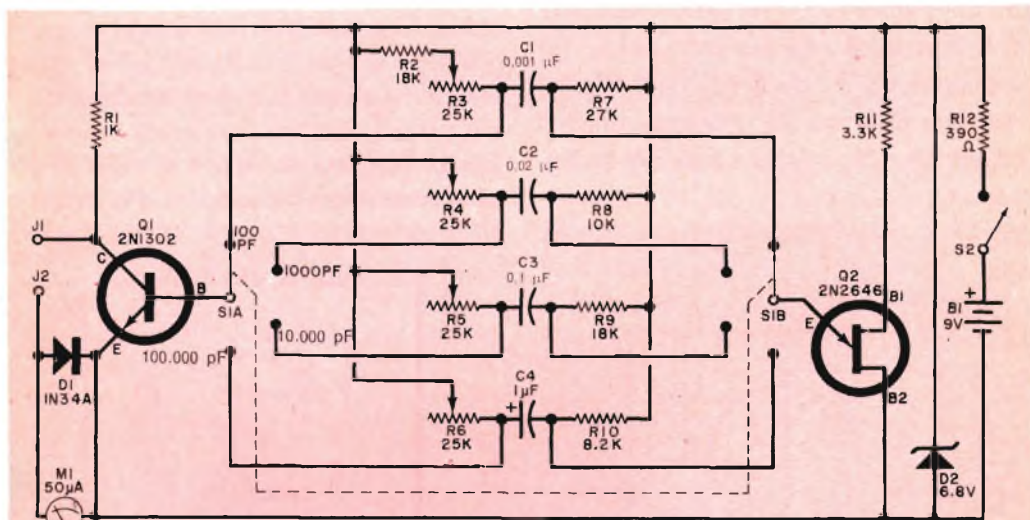 R1
1K
R2
18K
R3
25K
C1
0,001 µF
R7
27K
R11
3.3K
R12
390
Ω
C2
0,02 µF
R4
25K
R8
10K
J1
J2
Q1
2N1302
C
B
E
100
PF
S1A
1000PF
10.000 pF
100.000 pF
C3
0,1 µF
R5
25K
R9
18K
S1B
Q2
2N2646
E
B1
B2
S2
+
B1
9V
D1
1N34A
C4
1µF
+
R6
25K
R10
8.2K
M1
50µA
D2
6.8V